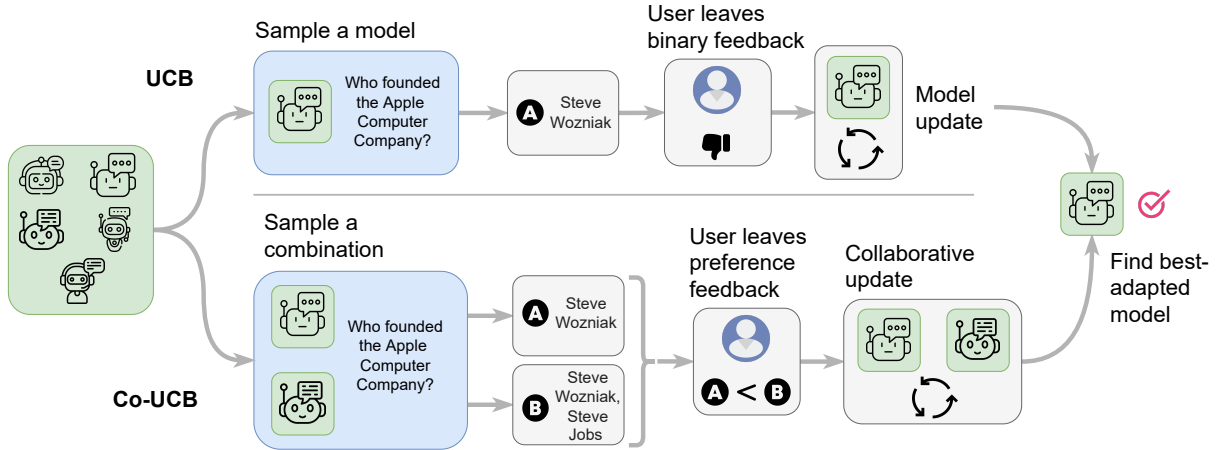 UCB
Sample a model
Who founded
the Apple
Computer
Company?
A
Steve
Wozniak
User leaves
binary feedback
Model
update
Co-UCB
Sample a
combination
Who founded
the Apple
Computer
Company?
A
Steve
Wozniak
B
Steve
Wozniak,
Steve
Jobs
User leaves
preference
feedback
A < B
Collaborative
update
Find best-
adapted
model